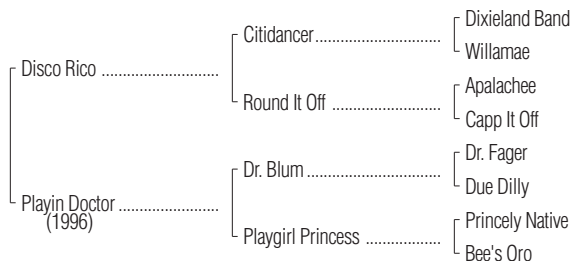 Dixieland Band
Citidancer
Willamae
Disco Rico
Apalachee
Round It Off
Capp It Off
Dr. Fager
Dr. Blum
Due Dilly
Playin Doctor
(1996)
Princely Native
Playgirl Princess
Bee's Oro